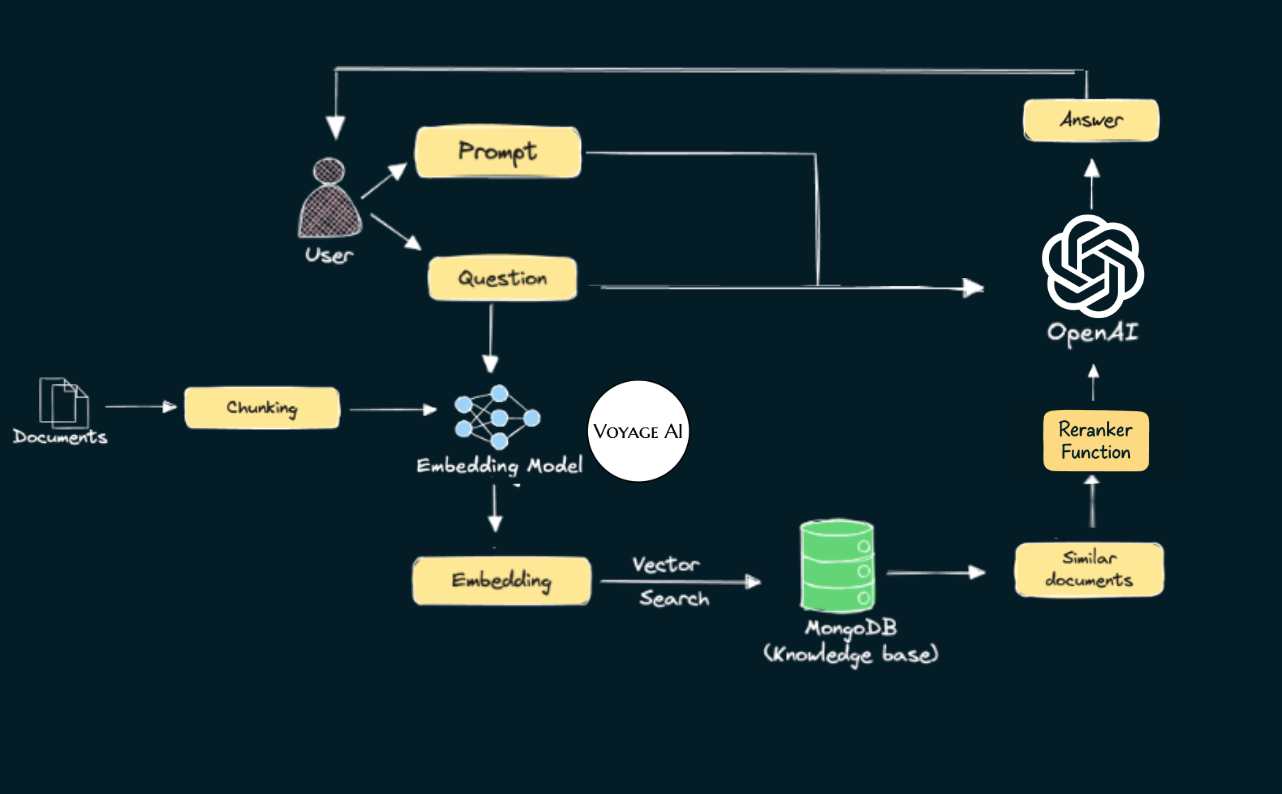 Answer
Prompt
User
Question
OpenAI
Chunking
Documents
Embedding Model
VOYAGE AI
Reranker
Function
Embedding
Vector
Search
MongoDB
(Knowledge base)
Similar
documents